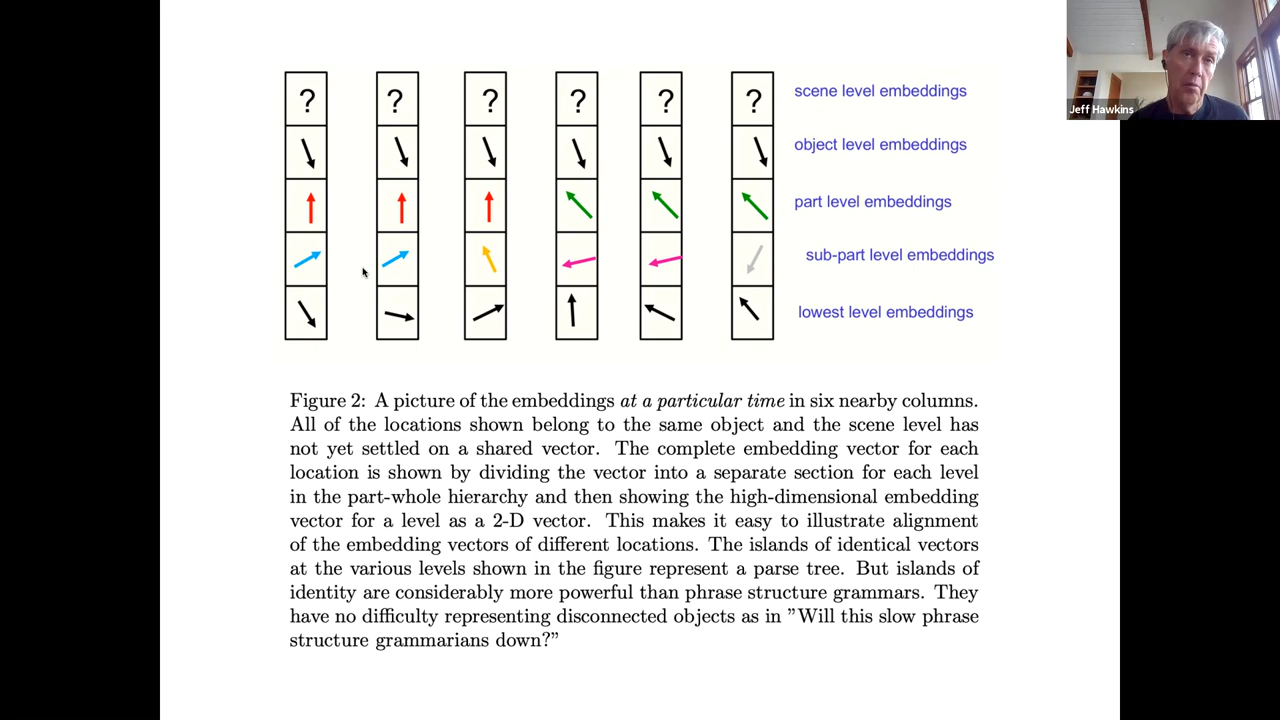 ? ? ? ? ? ? scene level embeddings
object level embeddings
part level embeddings
sub-part level embeddings
lowest level embeddings
Jeff Hawkins
Figure 2: A picture of the embeddings at a particular time in six nearby columns.
All of the locations shown belong to the same object and the scene level has
not yet settled on a shared vector. The complete embedding vector for each
location is shown by dividing the vector into a separate section for each level
in the part-whole hierarchy and then showing the high-dimensional embedding
vector for a level as a 2-D vector. This makes it easy to illustrate alignment
of the embedding vectors of different locations. The islands of identical vectors
at the various levels shown in the figure represent a parse tree. But islands of
identity are considerably more powerful than phrase structure grammars. They
have no difficulty representing disconnected objects as in ”Will this slow phrase
structure grammarians down?”